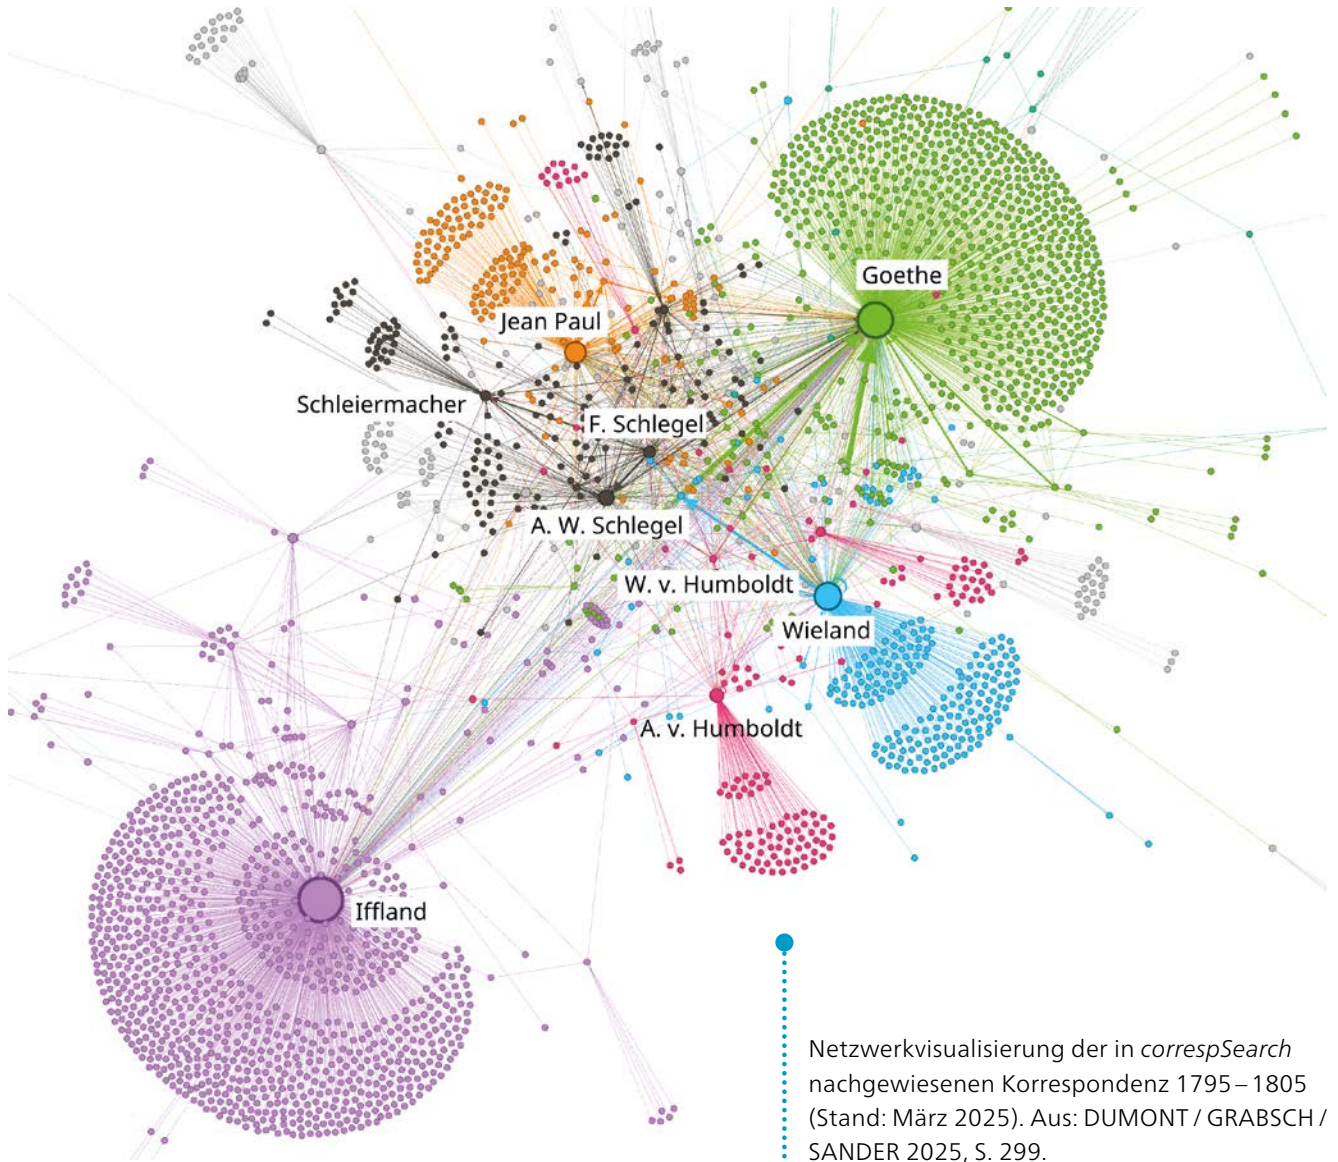 Goethe
Jean Paul
Schleiermacher
F. Schlegel
A. W. Schlegel
W. v. Humboldt
Wieland
A. v. Humboldt
Iffland
Netzwerkvisualisierung der in correspSearch
nachgewiesenen Korrespondenz 1795–1805
(Stand: März 2025). Aus: DUMONT / GRABSCH /
SANDER 2025, S. 299.